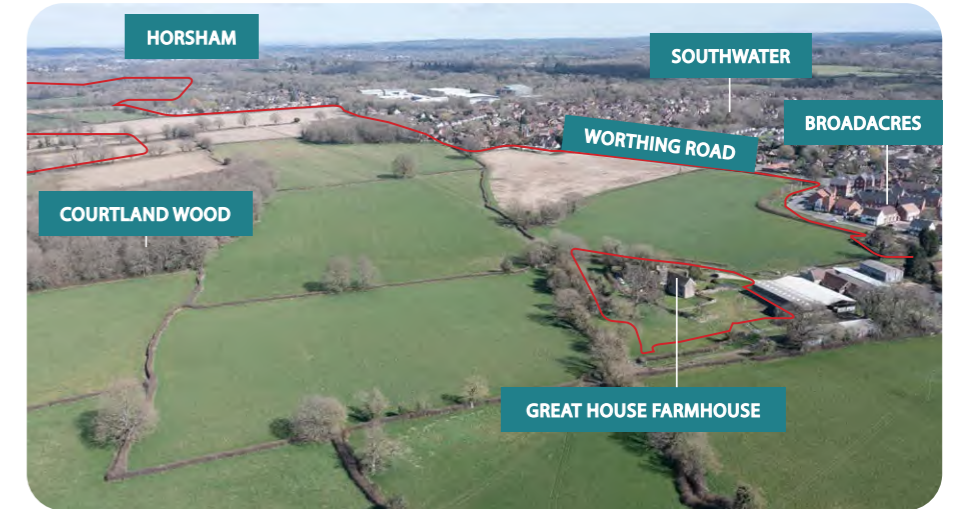 HORSHAM
SOUTHWATER
BROADACRES
WORTHING ROAD
COURTLAND WOOD
GREAT HOUSE FARMHOUSE